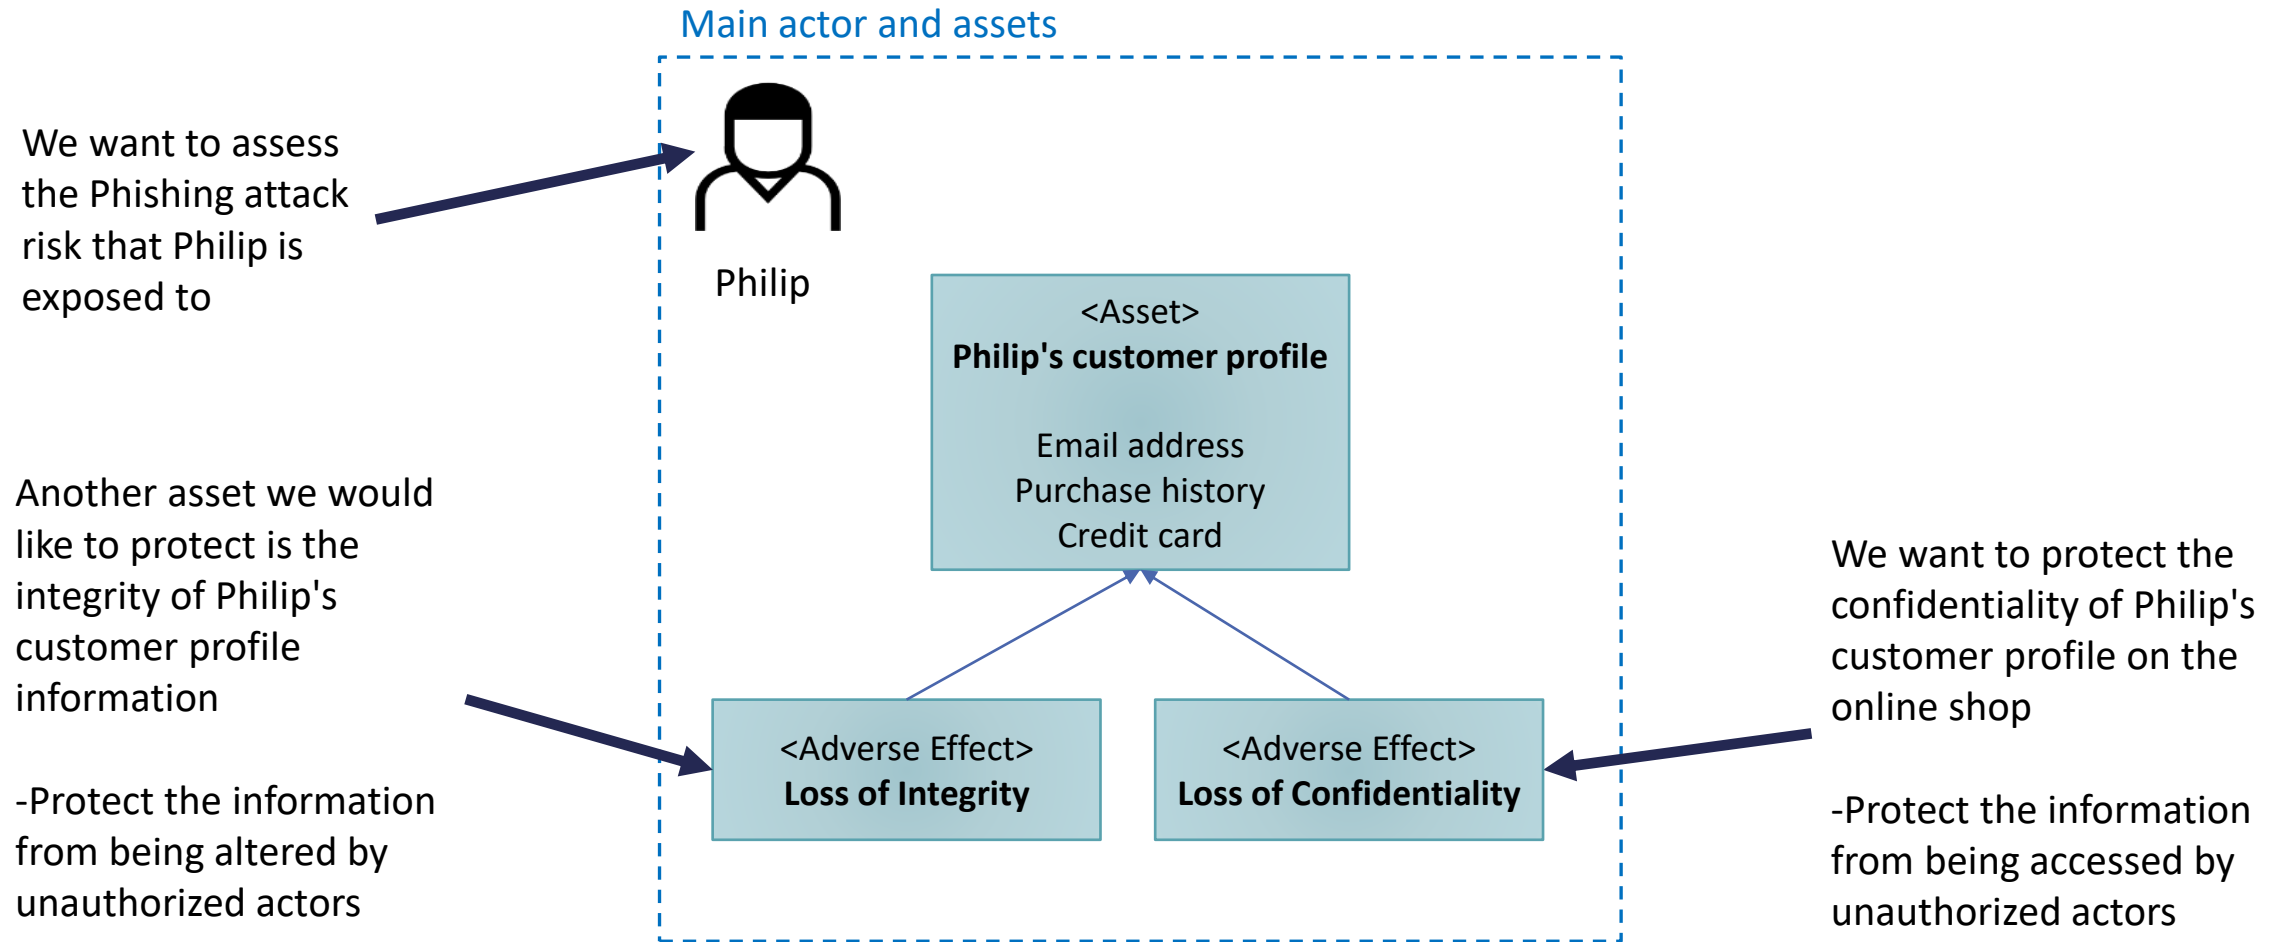 Main actor and assets
We want to assess
the Phishing attack
risk that Philip is
exposed to
Philip
<Asset>
Philip's customer profile
Email address
Purchase history
Credit card
Another asset we would
like to protect is the
integrity of Philip's
customer profile
information
-Protect the information
from being altered by
unauthorized actors
<Adverse Effect>
Loss of Integrity
<Adverse Effect>
Loss of Confidentiality
We want to protect the
confidentiality of Philip's
customer profile on the
online shop
-Protect the information
from being accessed by
unauthorized actors